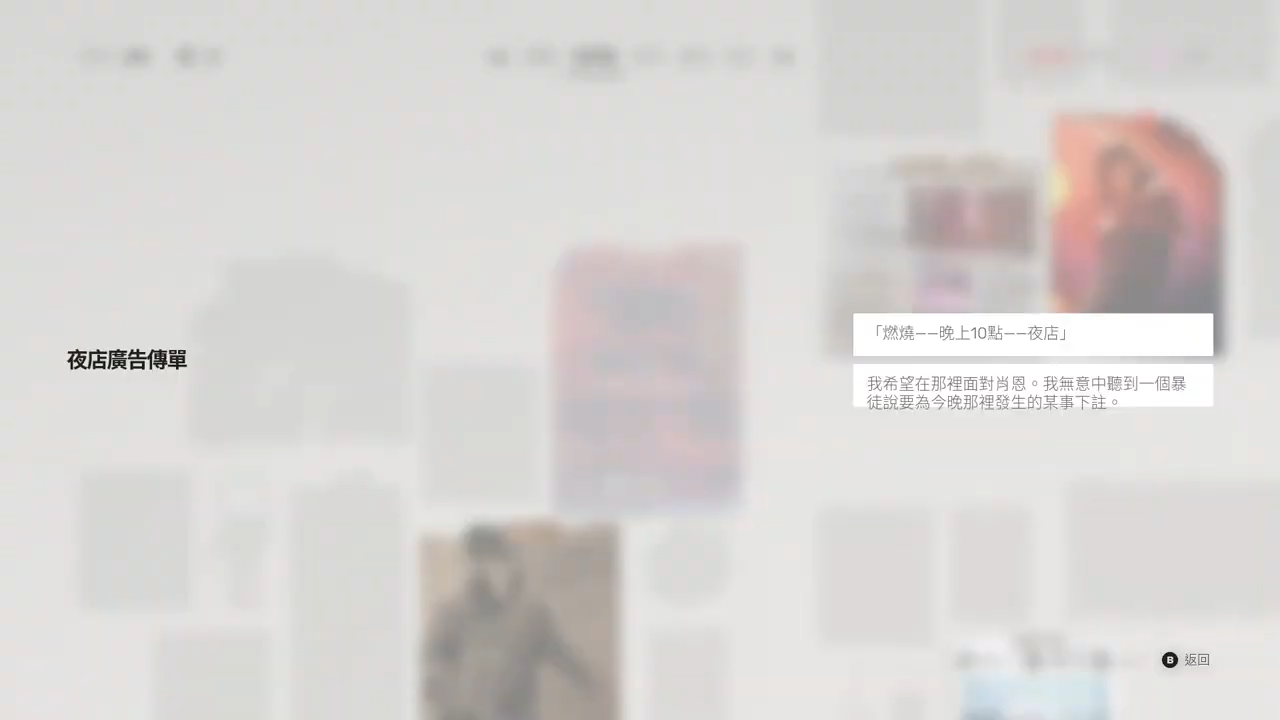 夜店廣告傳單
「燃燒——晚上10點——夜店」
我希望在那裡面對肖恩。我無意中聽到一個暴
徒說要為今晚那裡發生的某事下註。
B 返回